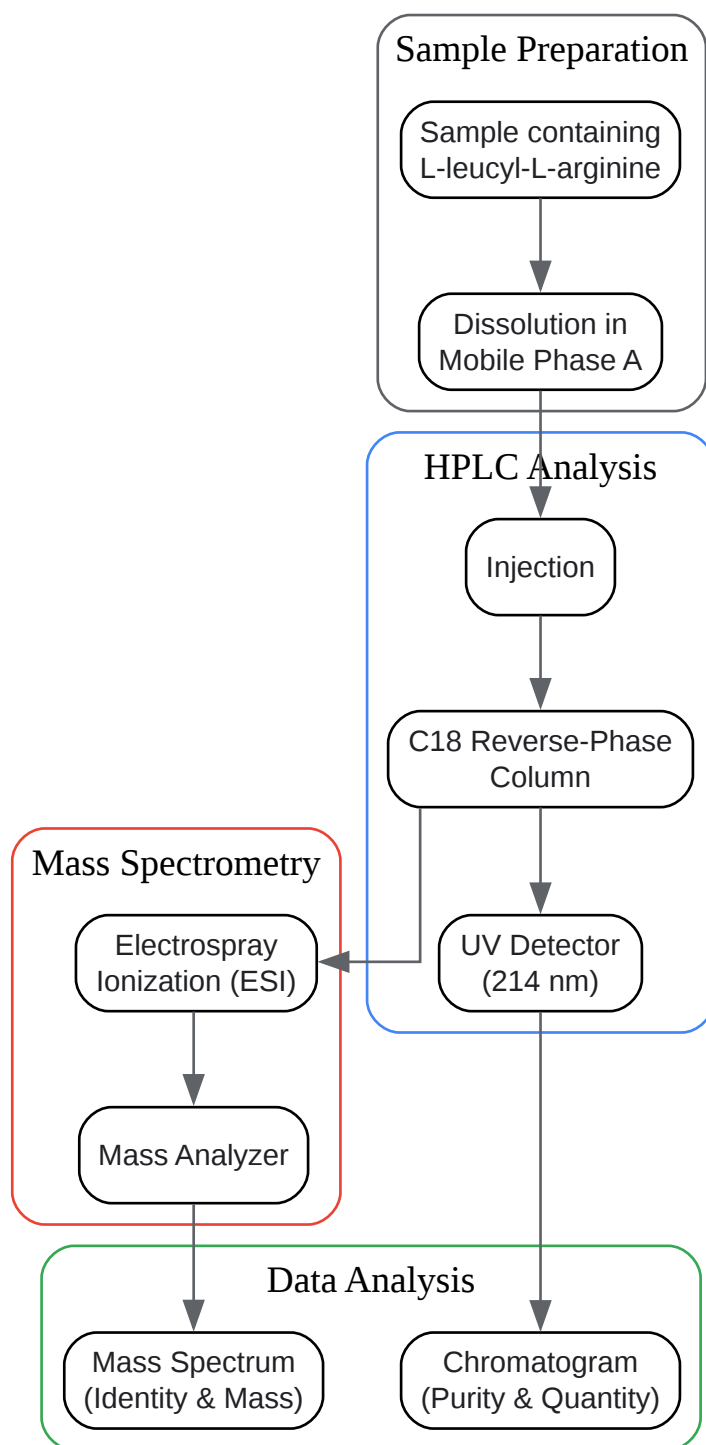 Sample Preparation
Sample containing
L-leucyl-L-arginine
Dissolution in
Mobile Phase A
HPLC Analysis
Injection
C18 Reverse-Phase
Column
Mass Spectrometry
Electrospray
Ionization (ESI)
UV Detector
(214 nm)
Mass Analyzer
Data Analysis
Mass Spectrum
(Identity & Mass)
Chromatogram
(Purity & Quantity)